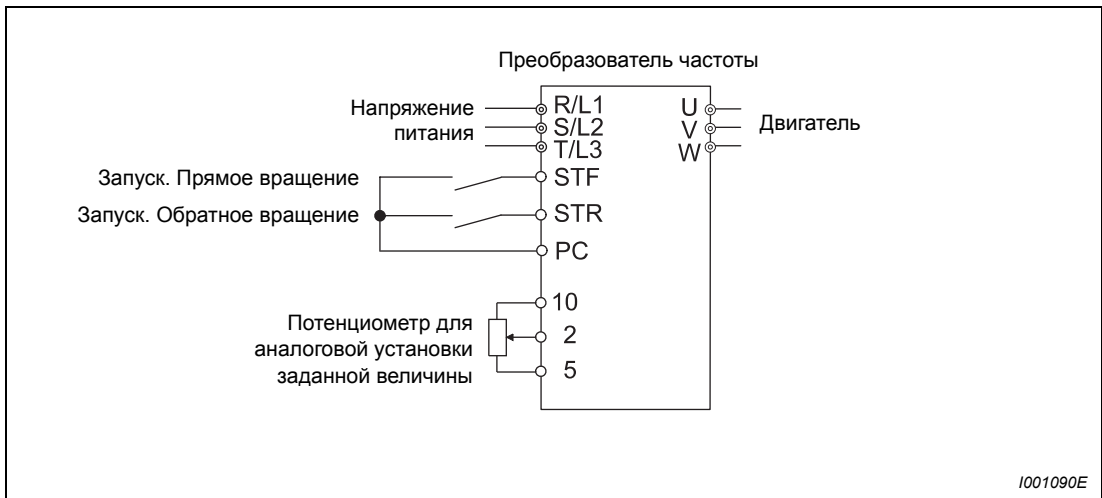 Преобразователь частоты
Напряжение
питания
R/L1
S/L2
T/L3
U
V
W
Двигатель
Запуск. Прямое вращение
STF
Запуск. Обратное вращение
STR
PC
Потенциометр для
аналоговой установки
заданной величины
10
2
5
I001090E